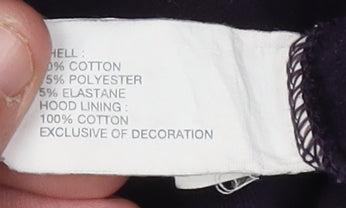 HELL :
0% COTTON
5% POLYESTER
5% ELASTANE
HOOD LINING :
100% COTTON
EXCLUSIVE OF DECORATION